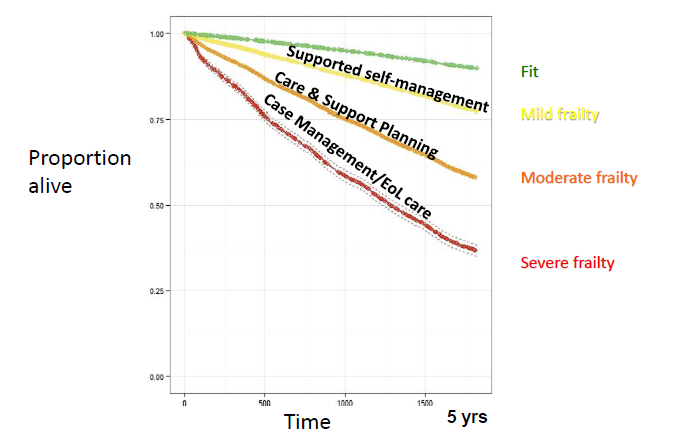 1.00
0.75
0.50
0.25
0.00
Proportion
alive
Supported self-management
Care & Support Planning
Case Management/EoL care
Fit
Mild frailty
Moderate frailty
Severe frailty
0
500
1000
1500
Time
5 yrs